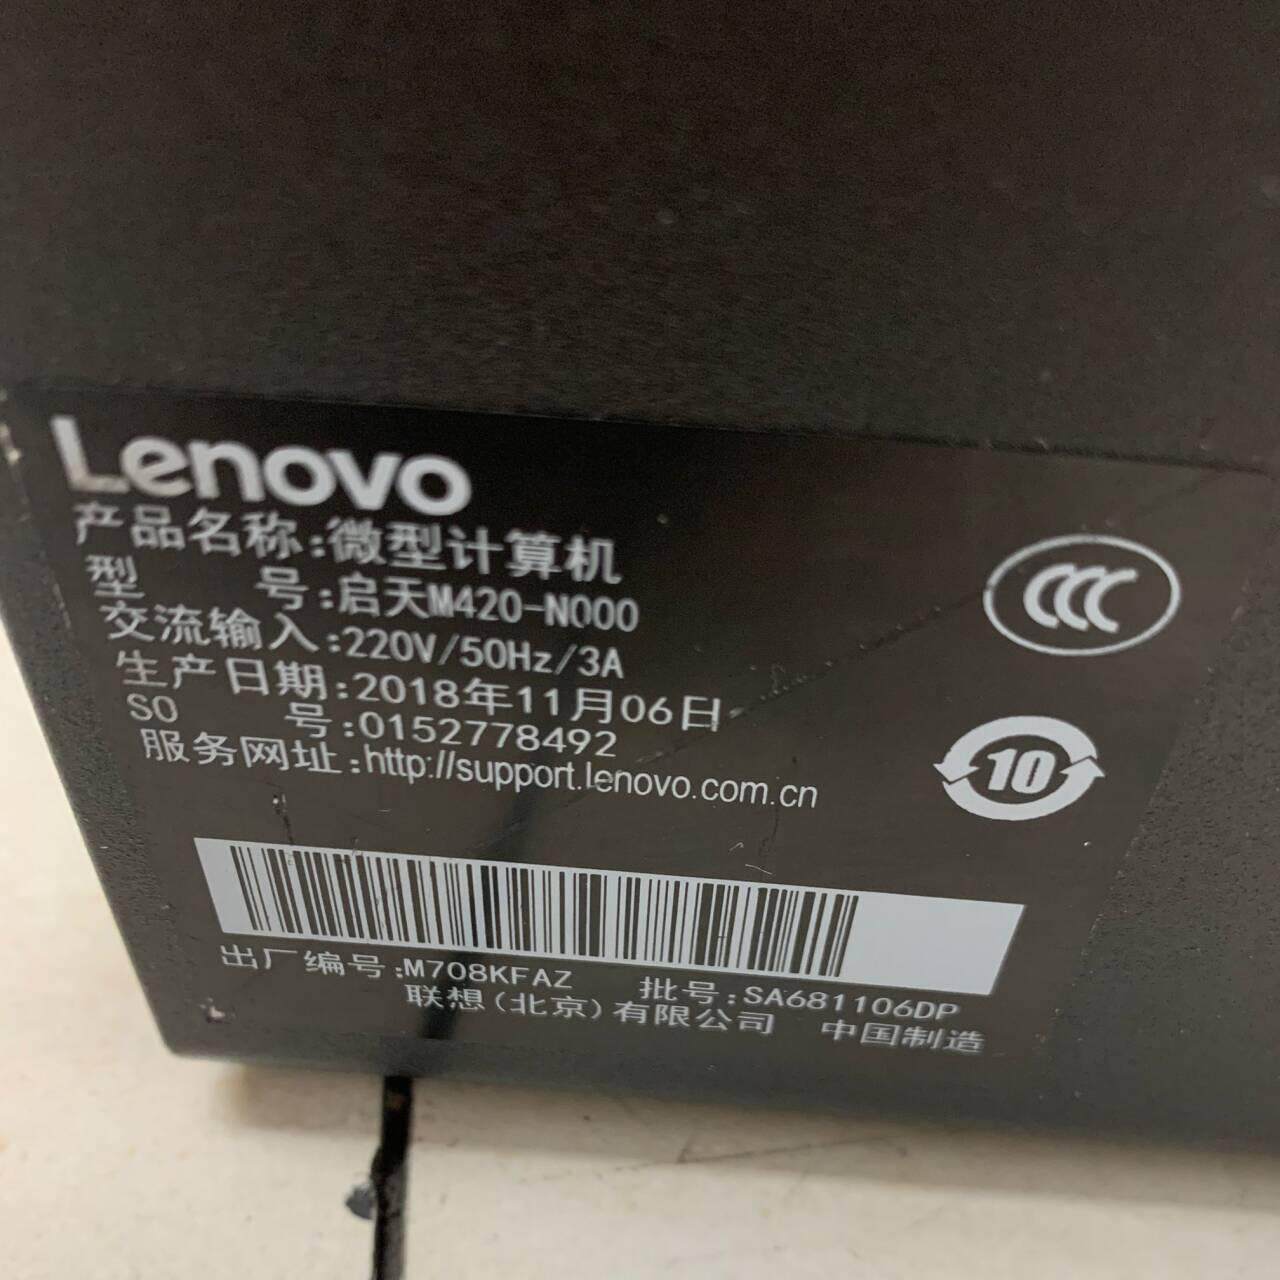 Lenovo
产品名称:微型计算机
型 号:启天M420-N000
交流输入:220V/50Hz/3A
生产日期:2018年11月06日
SO 号:01527778492
服务网址:http://support.lenovo.com.cn
CCC
10
出厂编号:M708KFAZ 批号:SA681106DP
联想(北京)有限公司 中国制造